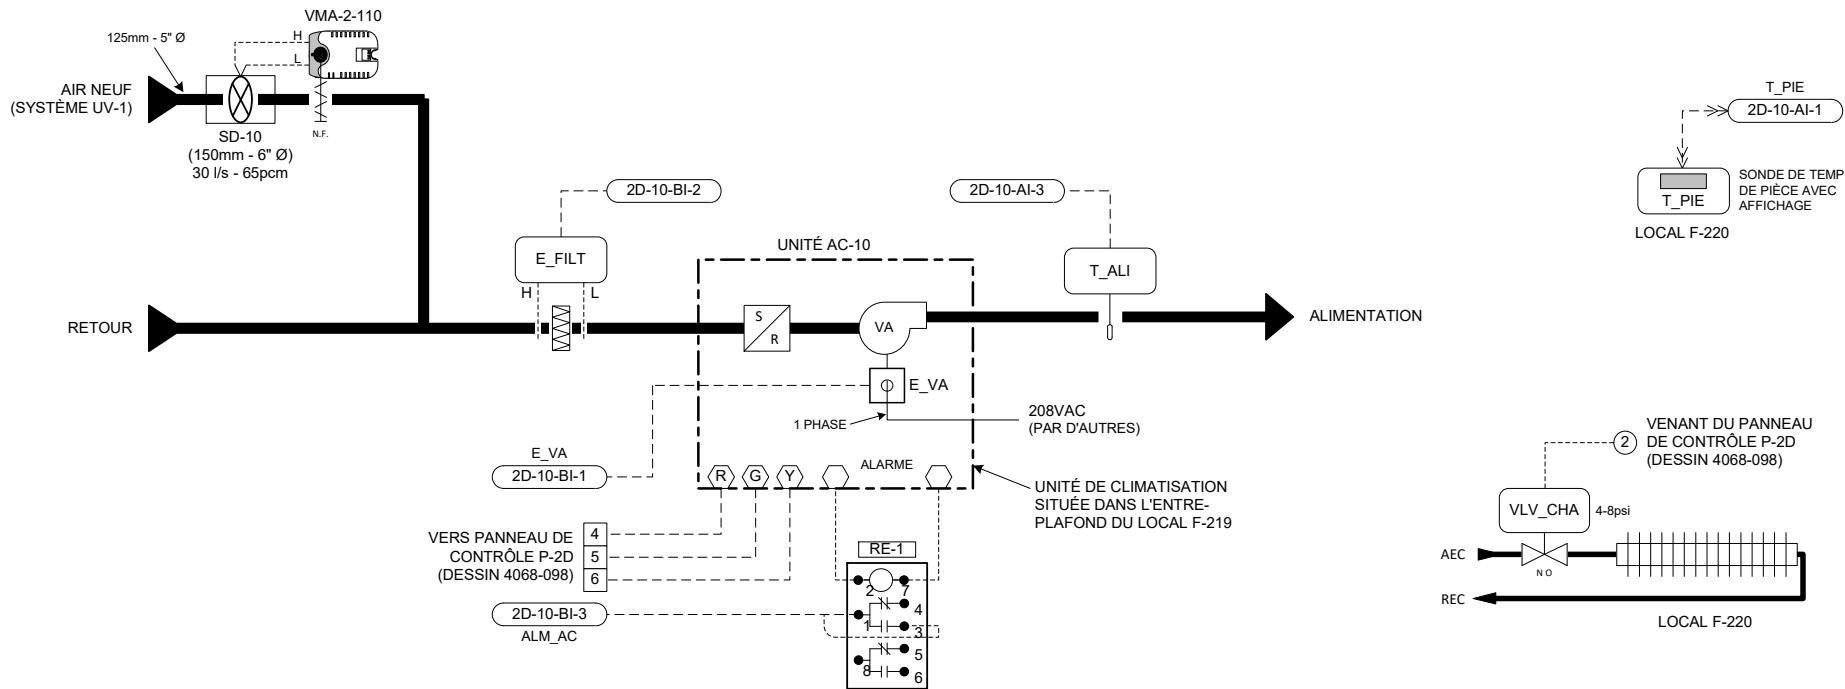 VMA-2-110
125mm - 5" Ø
H
L
AIR NEUF
(SYSTÈME UV-1)
N.F.
SD-10
(150mm - 6" Ø)
30 l/s - 65pcm
T_PIE
2D-10-AI-1
T_PIE
SONDE DE TEMP
DE PIÈCE AVEC
AFFICHAGE
LOCAL F-220
2D-10-BI-2
2D-10-AI-3
E_FILT
H
L
UNITÉ AC-10
T_ALI
RETOUR
S
R
VA
ALIMENTATION
E_VA
1 PHASE
208VAC
(PAR D'AUTRES)
E_VA
2D-10-BI-1
R
G
Y
ALARME
UNITÉ DE CLIMATISATION
SITUÉE DANS L'ENTRE-
PLAFOND DU LOCAL F-219
VERS PANNEAU DE
CONTRÔLE P-2D
(DESSIN 4068-098)
4
5
6
RE-1
2
7
4
1
3
5
8
6
2D-10-BI-3
ALM_AC
2
VENANT DU PANNEAU
DE CONTRÔLE P-2D
(DESSIN 4068-098)
VLV_CHA
4-8psi
AEC
N O
REC
LOCAL F-220